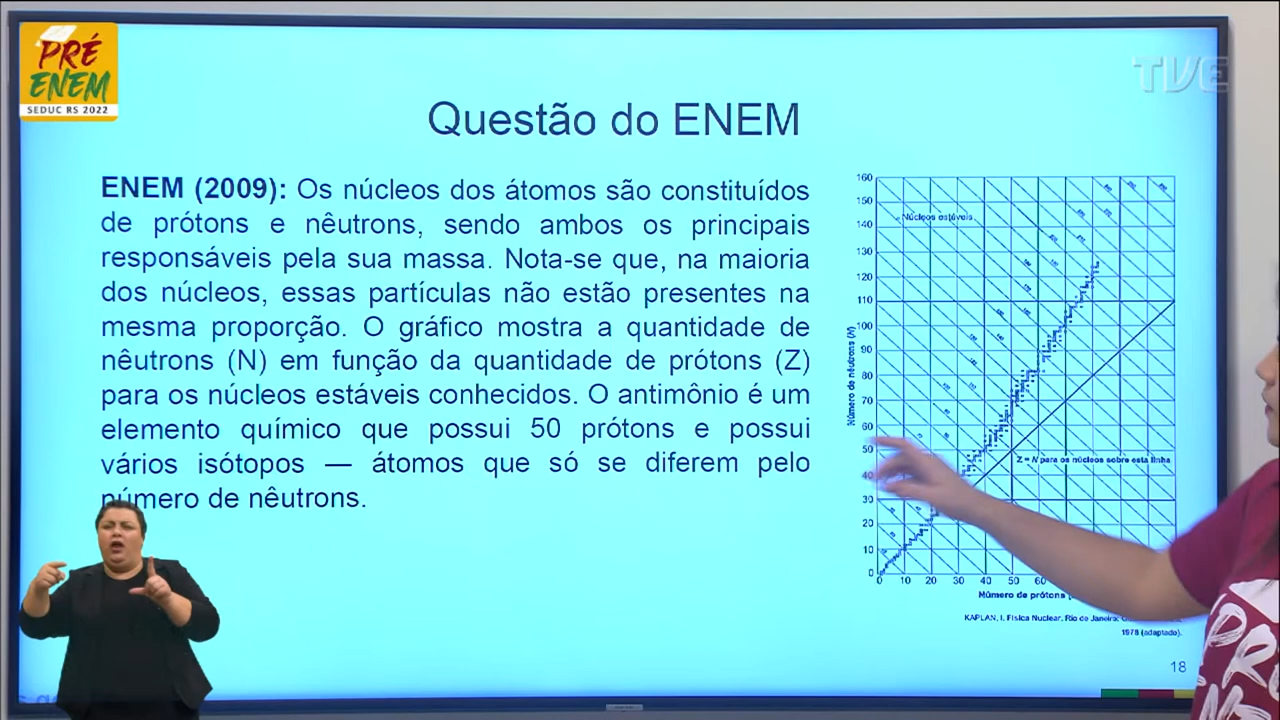 PRÉ
ENEM
SEDUC RS 2022
TVE
Questão do ENEM
ENEM (2009): Os núcleos dos átomos são constituídos
de prótons e nêutrons, sendo ambos os principais
responsáveis pela sua massa. Nota-se que, na maioria
dos núcleos, essas partículas não estão presentes na
mesma proporção. O gráfico mostra a quantidade de
nêutrons (N) em função da quantidade de prótons (Z)
para os núcleos estáveis conhecidos. O antimônio é um
elemento químico que possui 50 prótons e possui
vários isótopos — átomos que só se diferem pelo
número de nêutrons.
160
150
140
130
120
110
100
90
80
70
60
50
40
30
20
10
0
Núcleos estáveis
Número de nêutrons (N)
Z = N para os núcleos sobre esta linha
0 10 20 30 40 50 60
Número de prótons
KAPLAN, I. Física Nuclear. Rio de Janeiro:
1978 (adaptado).
18